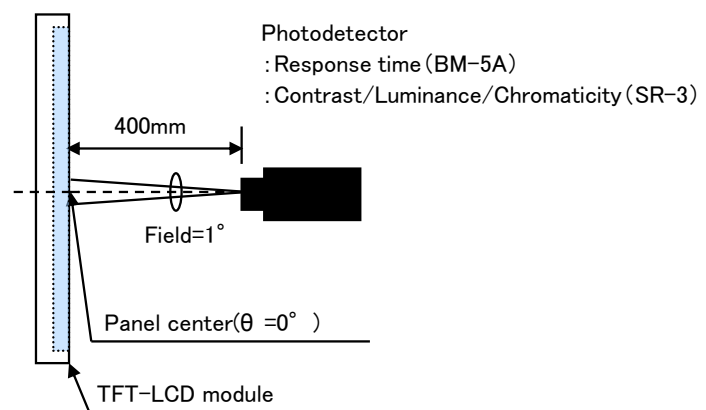 Photodetector
:Response time(BM-5A)
:Contrast/Luminance/Chromaticity(SR-3)
400mm
Field=1°
Panel center(θ =0° )
TFT-LCD module